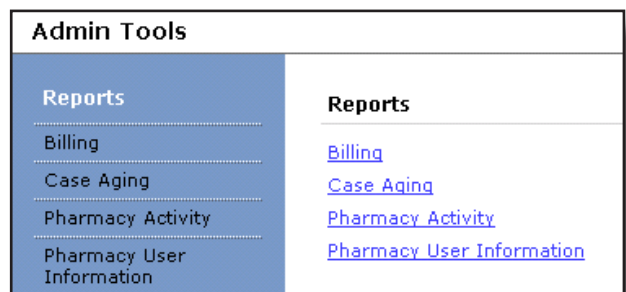 Admin Tools
Reports
Billing
Case Aging
Pharmacy Activity
Pharmacy User
Information
Reports
Billing
Case Aging
Pharmacy Activity
Pharmacy User Information